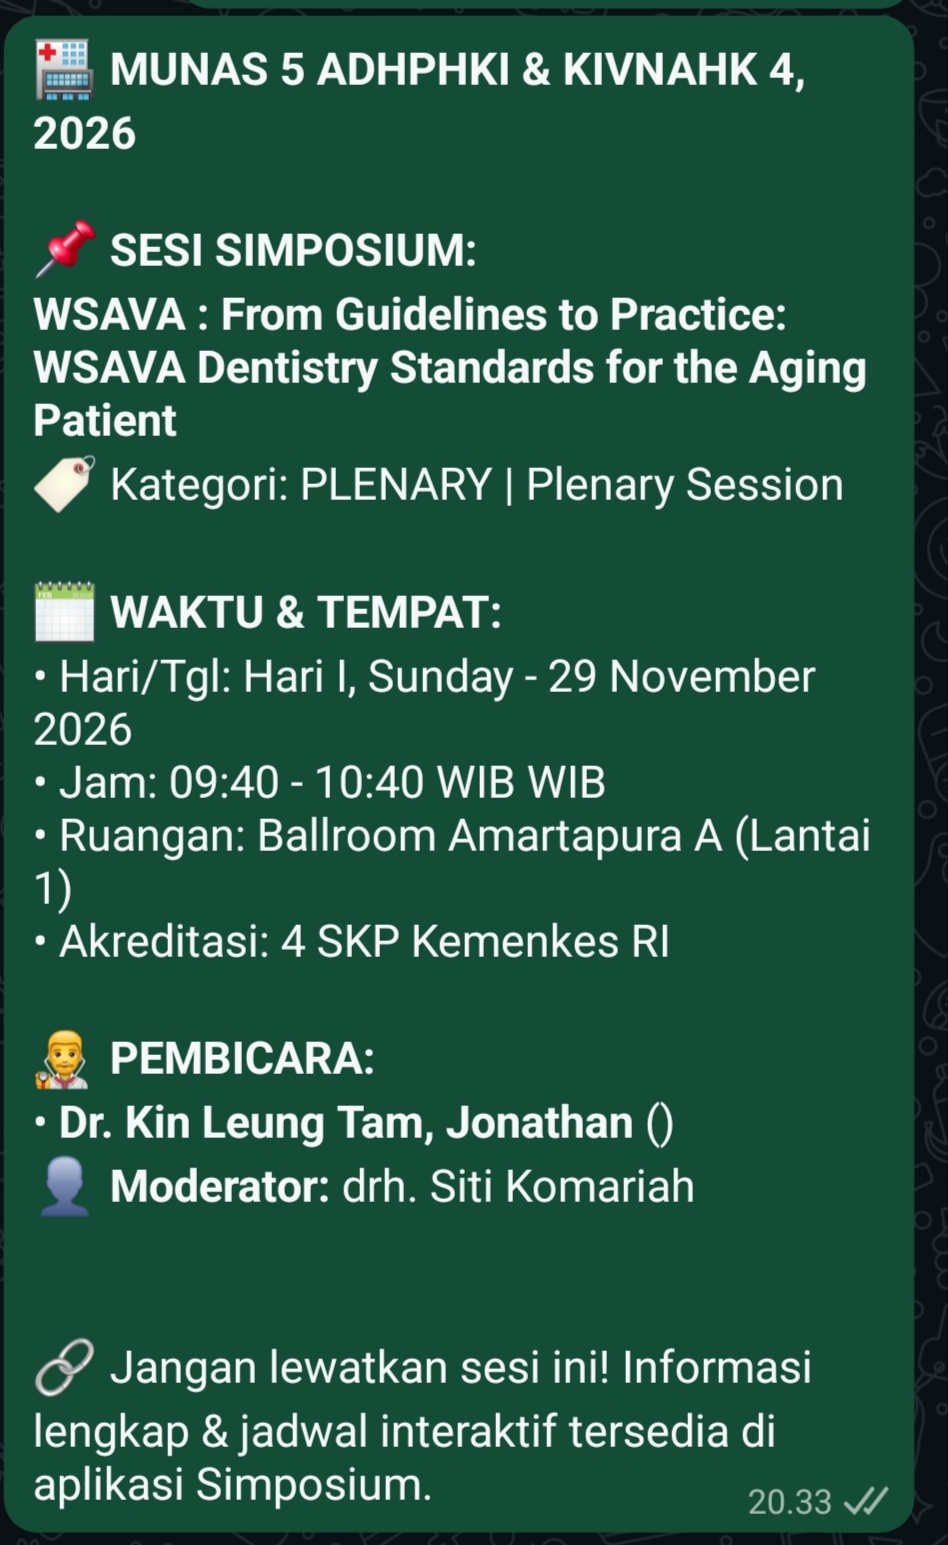 MUNAS 5 ADHPHKI & KIVNAHK 4,
2026
SESI SIMPOSIUM:
WSAVA : From Guidelines to Practice:
WSAVA Dentistry Standards for the Aging
Patient
Kategori: PLENARY | Plenary Session
WAKTU & TEMPAT:
• Hari/Tgl: Hari I, Sunday - 29 November
2026
• Jam: 09:40 - 10:40 WIB WIB
• Ruangan: Ballroom Amartapura A (Lantai
1)
• Akreditasi: 4 SKP Kemenkes RI
PEMBICARA:
• Dr. Kin Leung Tam, Jonathan ()
Moderator: drh. Siti Komariah
Jangan lewatkan sesi ini! Informasi
lengkap & jadwal interaktif tersedia di
aplikasi Simposium.
20.33